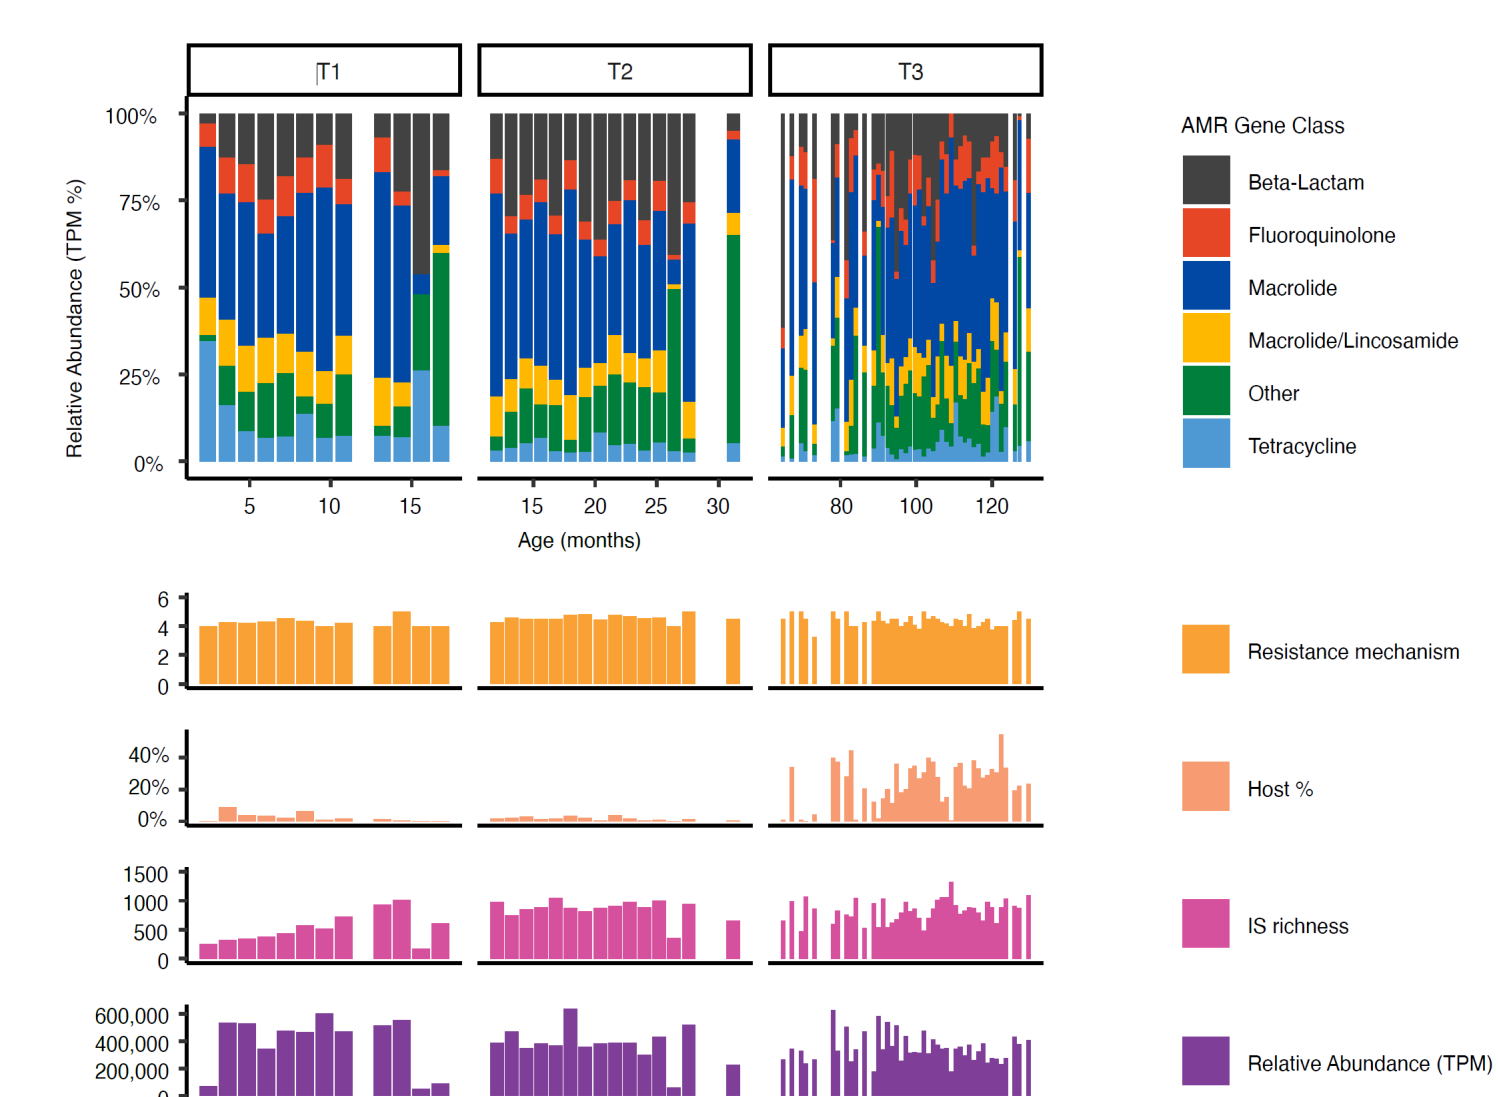 T1 T2 T3
100%
75%
50%
25%
0%
Relative Abundance (TPM %)
5 10 15 15 20 25 30 80 100 120
Age (months)
AMR Gene Class
Beta-Lactam
Fluoroquinolone
Macrolide
Macrolide/Lincosamide
Other
Tetracycline
6
4
2
0
Resistance mechanism
40%
20%
0%
Host %
1500
1000
500
0
IS richness
600,000
400,000
200,000
0
Relative Abundance (TPM)